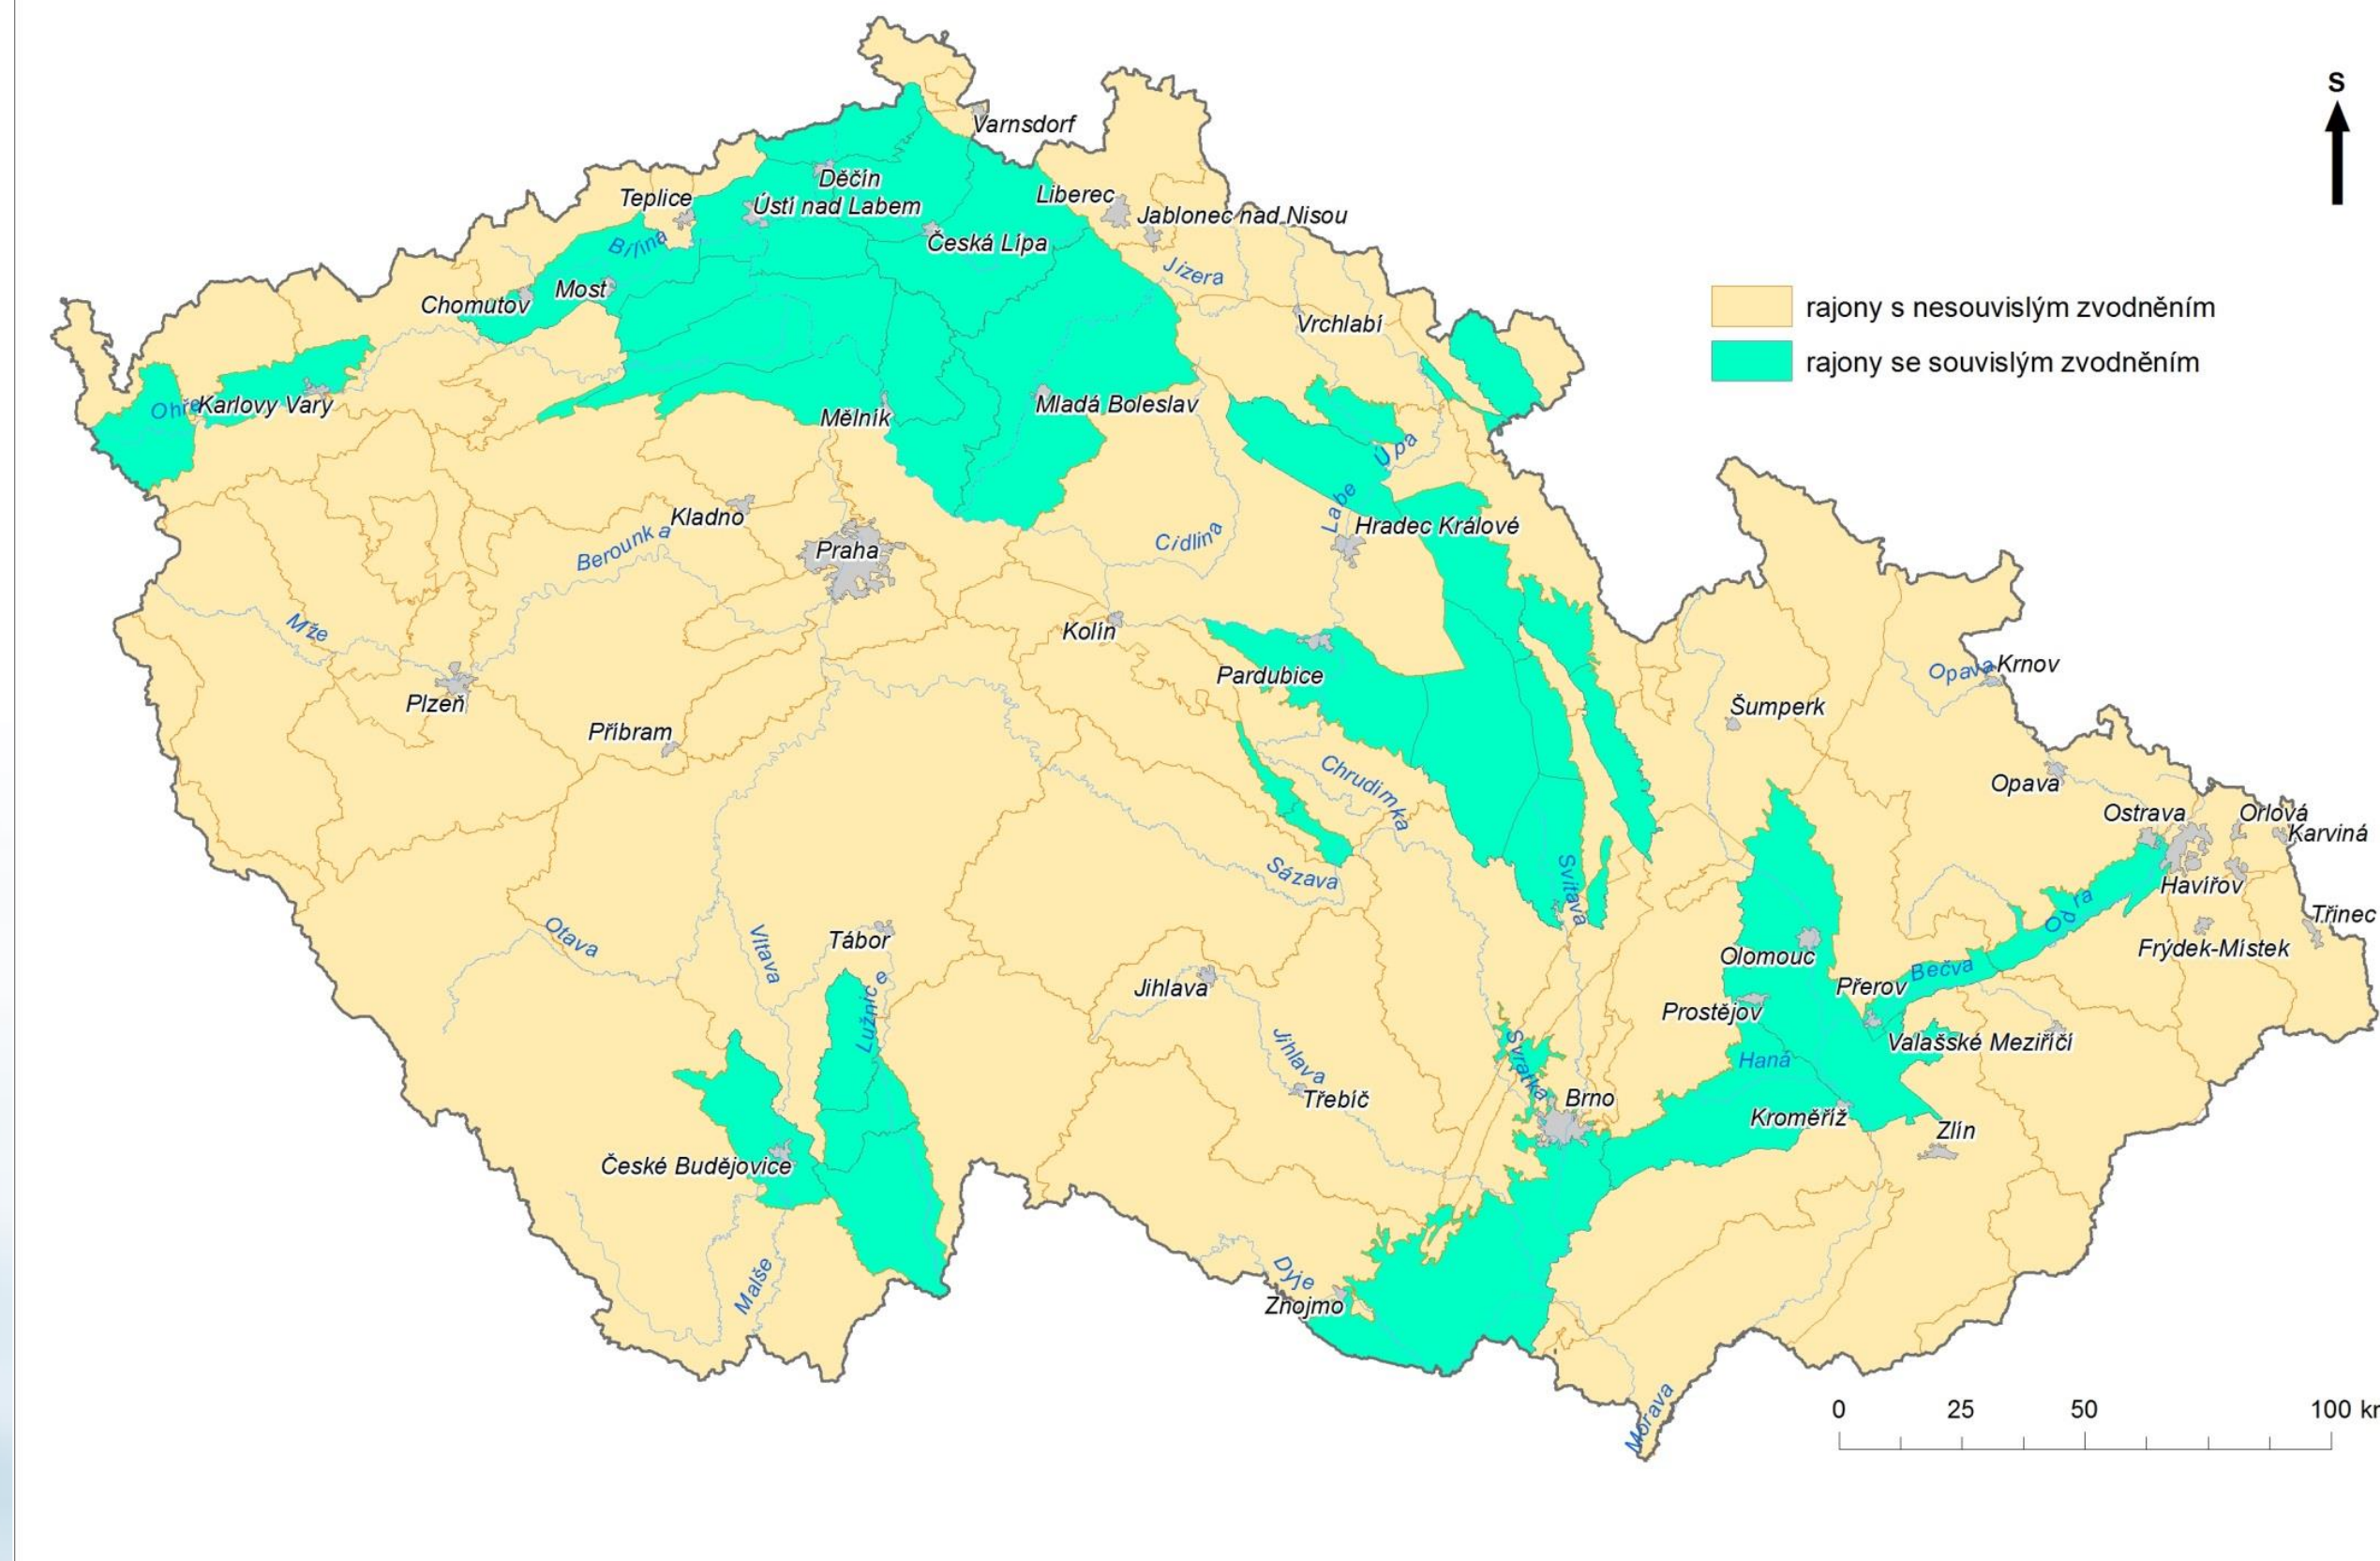 S
Varnsdorf
Děčín
Teplice
Ústí nad Labem
Liberec
Jablonec nad Nisou
Česká Lípa
Bílina
Jizera
Most
Chomutov
Vrchlabí
rajony s nesouvislým zvodněním
rajony se souvislým zvodněním
Ohře
Karlovy Vary
Mělník
Mladá Boleslav
Úpa
Labe
Kladno
Hradec Králové
Berounka
Praha
Cidlina
Mže
Kolín
Opava
Krnov
Pardubice
Plzeň
Šumperk
Příbram
Chrudimka
Opava
Ostrava
Orlová
Karviná
Sázava
Svitava
Havířov
Odra
Třinec
Otava
Vltava
Tábor
Frýdek-Místek
Olomouc
Bečva
Jihlava
Přerov
Lužnice
Prostějov
Jihlava
Svratka
Valašské Meziříčí
Haná
Třebíč
Brno
Kroměříž
Zlín
České Budějovice
Malše
Dyje
Znojmo
Morava
0 25 50 100 km